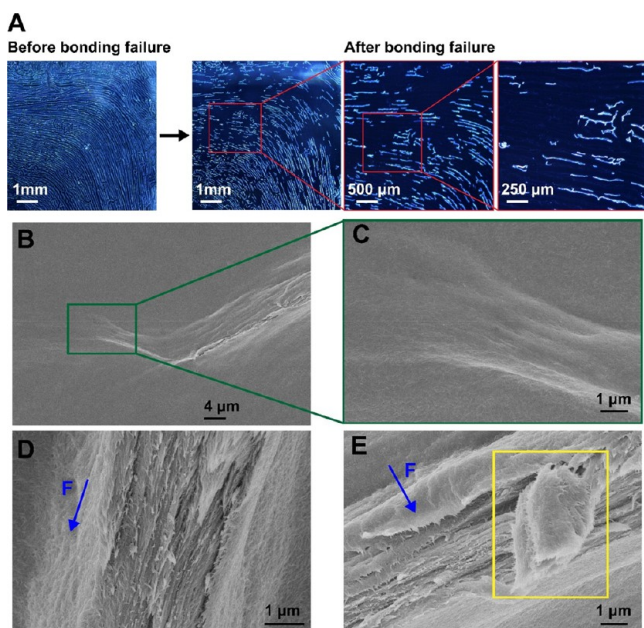 A
Before bonding failure
After bonding failure
1mm
1mm
500 µm
250 µm
B
C
4 µm
1 µm
D
E
F
F
1 µm
1 µm